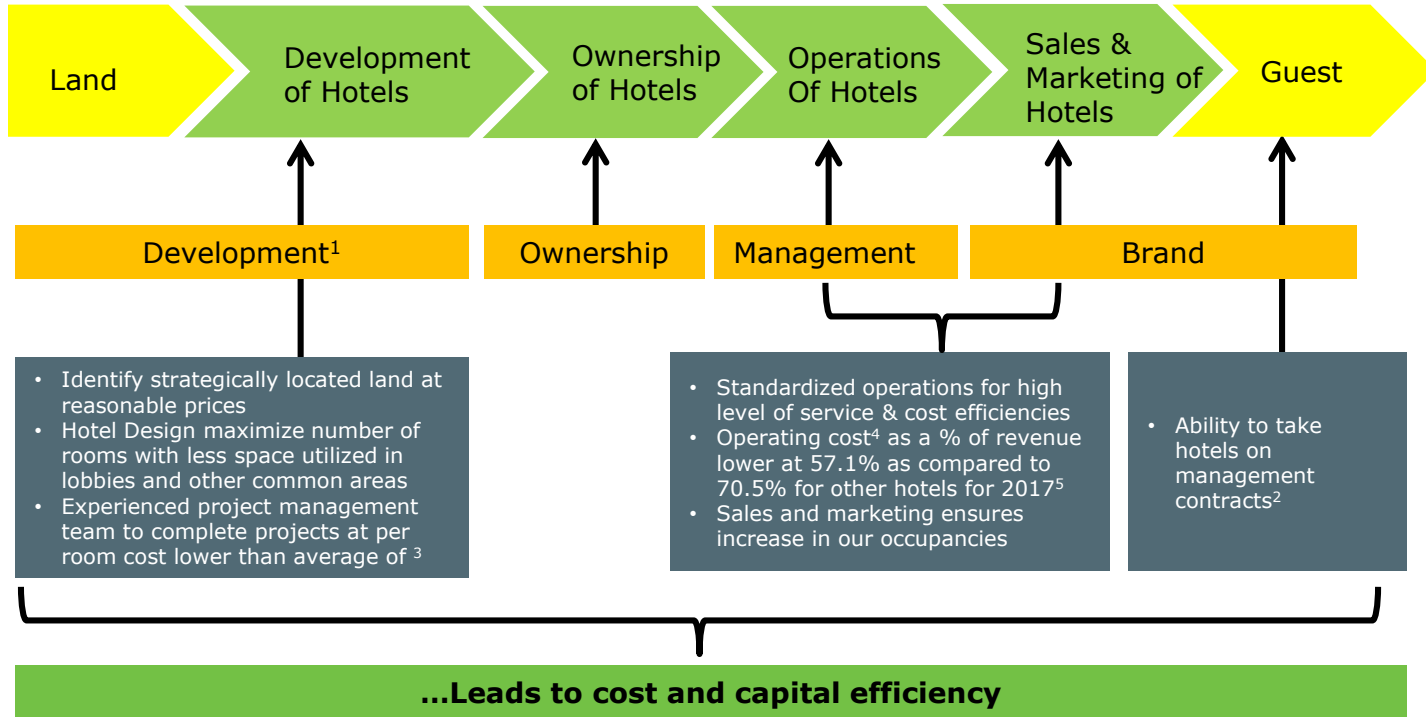 Land
Development
of Hotels
Ownership
of Hotels
Operations
Of Hotels
Sales &
Marketing of
Hotels
Guest
Development¹
Ownership
Management
Brand
• Identify strategically located land at
reasonable prices
• Hotel Design maximize number of
rooms with less space utilized in
lobbies and other common areas
• Experienced project management
team to complete projects at per
room cost lower than average of ³
• Standardized operations for high
level of service & cost efficiencies
• Operating cost⁴ as a % of revenue
lower at 57.1% as compared to
70.5% for other hotels for 2017⁵
• Sales and marketing ensures
increase in our occupancies
• Ability to take
hotels on
management
contracts²
…Leads to cost and capital efficiency